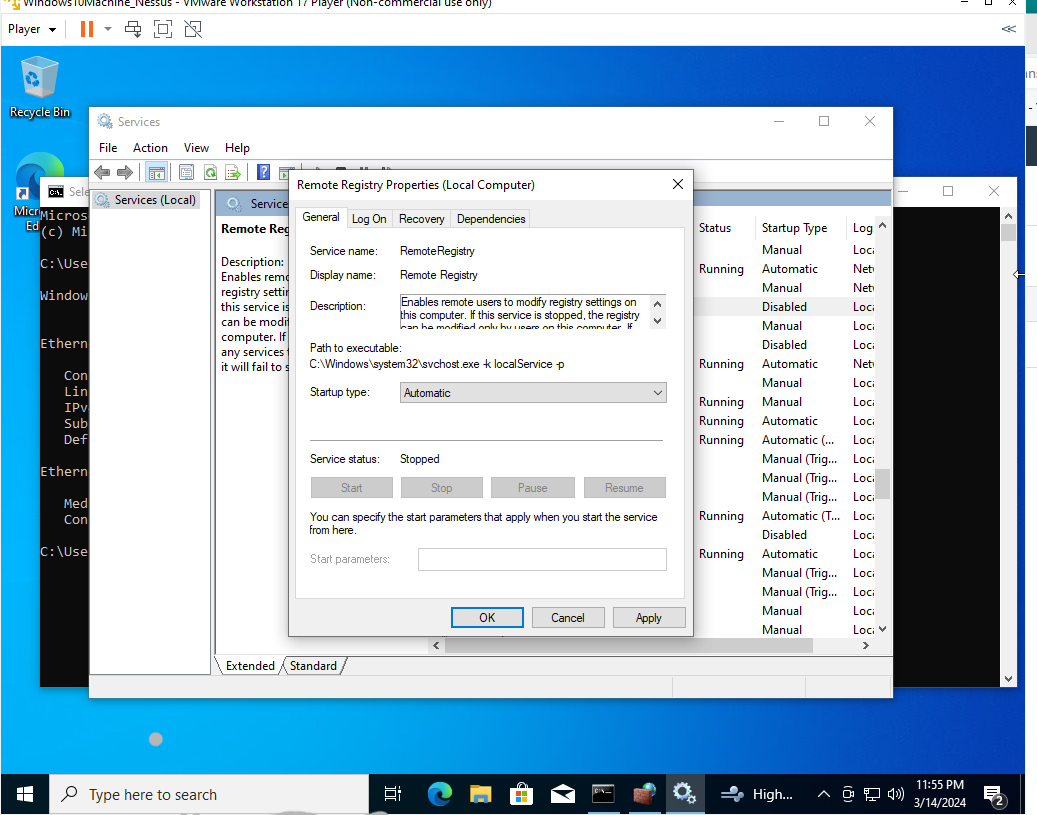 Windows10Machine_Nessus - VMware Workstation 17 Player (Non-commercial use only)
Player
Recycle Bin
Services
File Action View Help
Services (Local)
Micros
(c) Mi
C:\Use
Window
Ethern
Con
Lin
IPv
Sub
Def
Ethern
Med
Con
C:\Use
Description:
Enables remo
registry settin
this service is
can be modif
computer. If
any services t
it will fail to s
Remote Registry Properties (Local Computer)
General Log On Recovery Dependencies
Service name: RemoteRegistry
Display name: Remote Registry
Description: Enables remote users to modify registry settings on
this computer. If this service is stopped, the registry
can be modified only by users on this computer. If
Path to executable:
C:\Windows\system32\svchost.exe -k localService -p
Startup type: Automatic
Service status: Stopped
Start Stop Pause Resume
You can specify the start parameters that apply when you start the service
from here.
Start parameters:
OK Cancel Apply
Status Startup Type Log
Manual Loca
Running Automatic Netw
Manual Netw
Disabled Loca
Manual Loca
Disabled Loca
Running Automatic Netw
Manual Loca
Running Manual Loca
Running Automatic Loca
Running Automatic (... Loca
Manual (Trig... Loca
Manual (Trig... Loca
Manual (Trig... Loca
Running Automatic (T... Loca
Disabled Loca
Running Automatic Loca
Manual (Trig... Loca
Manual (Trig... Loca
Manual Loca
Manual Loca
Extended Standard
Type here to search
High...
11:55 PM
3/14/2024
2